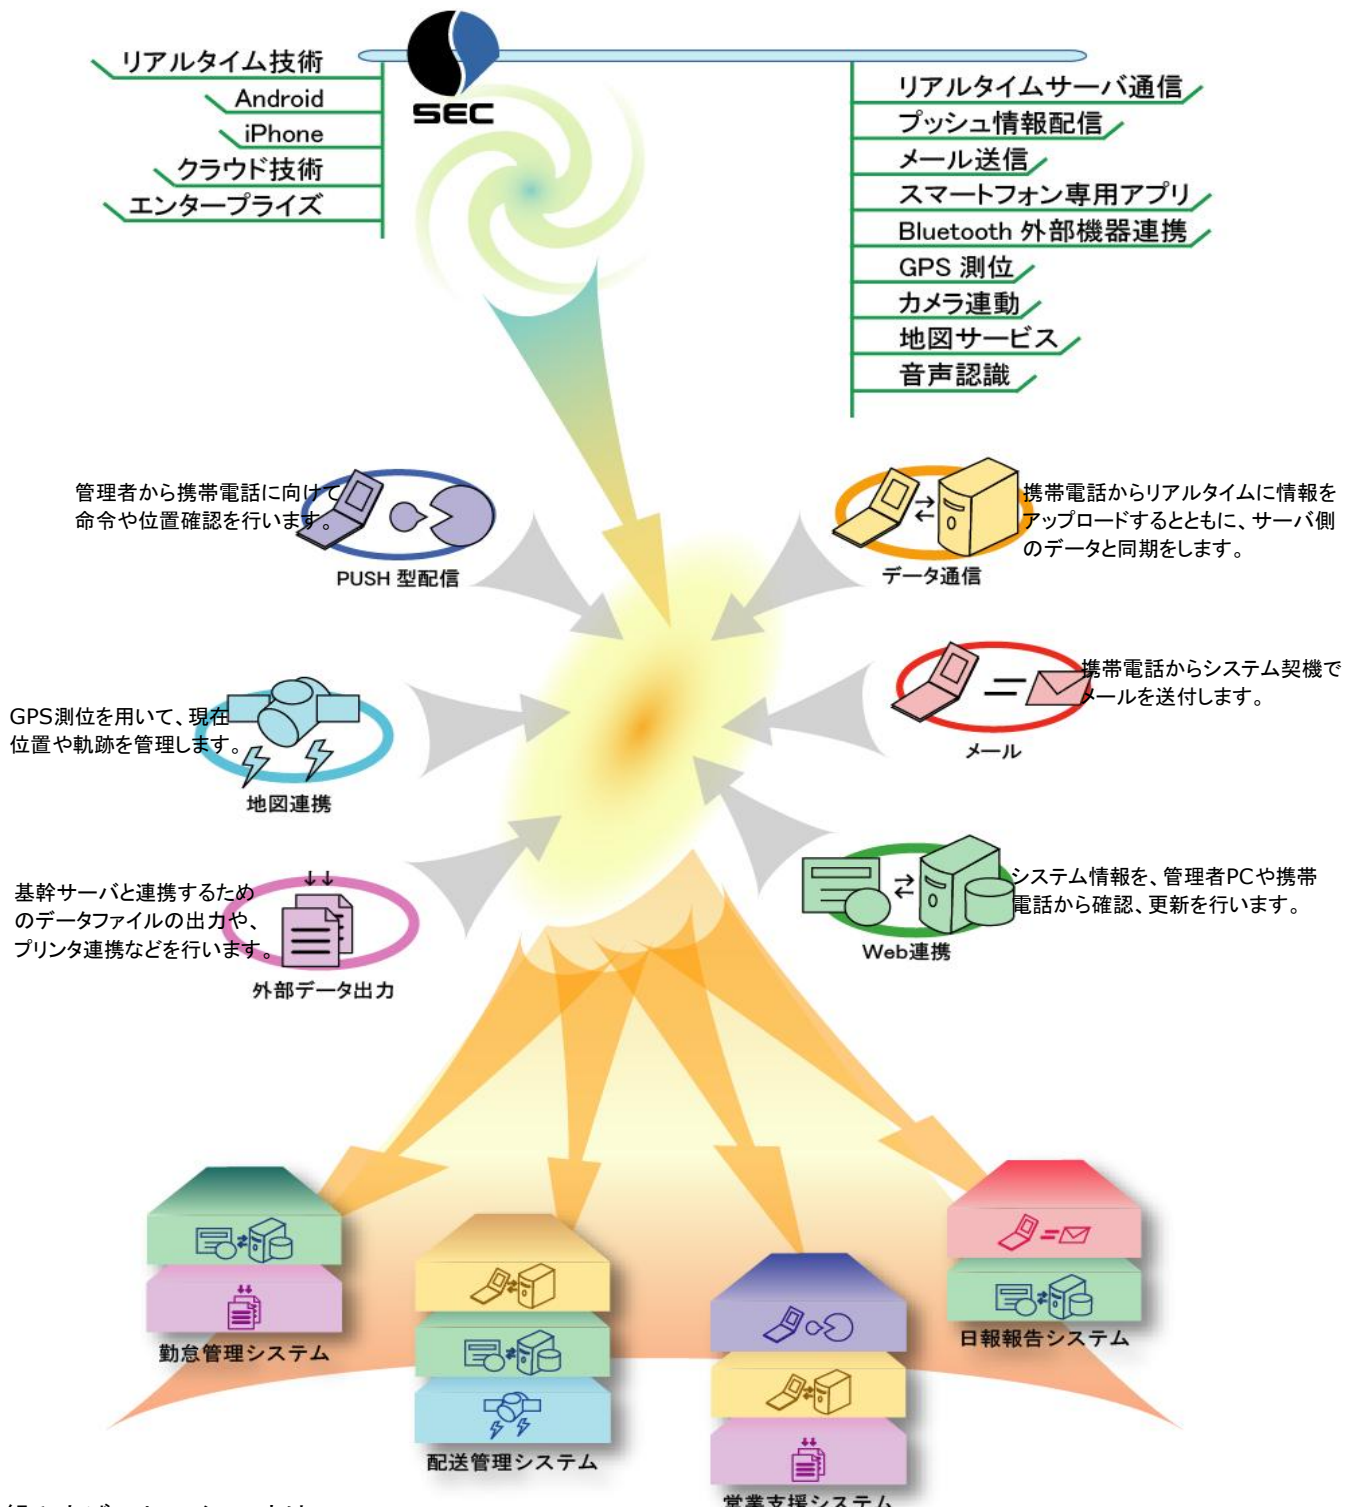 SEC
リアルタイム技術
Android
iPhone
クラウド技術
エンタープライズ
リアルタイムサーバ通信
プッシュ情報配信
メール送信
スマートフォン専用アプリ
Bluetooth 外部機器連携
GPS 測位
カメラ連動
地図サービス
音声認識
管理者から携帯電話に向けて
命令や位置確認を行います。
PUSH 型配信
携帯電話からリアルタイムに情報を
アップロードするとともに、サーバ側
のデータと同期をします。
データ通信
GPS測位を用いて、現在
位置や軌跡を管理します。
地図連携
携帯電話からシステム契機で
メールを送付します。
メール
基幹サーバと連携するため
のデータファイルの出力や、
プリンタ連携などを行います。
外部データ出力
システム情報を、管理者PCや携帯
電話から確認、更新を行います。
Web連携
勤怠管理システム
配送管理システム
営業支援システム
日報報告システム